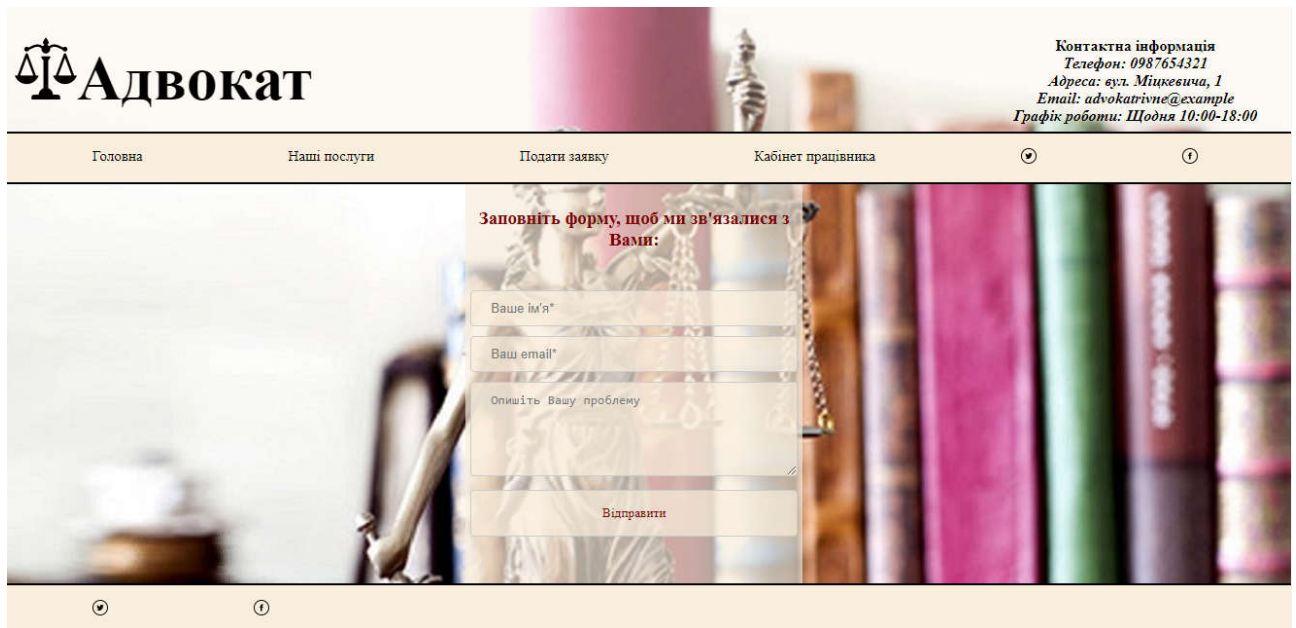 Адвокат
Контактна інформація
Телефон: 0987654321
Адреса: вул. Міцкевича, 1
Email: advokatrivne@example
Графік роботи: Щодня 10:00-18:00
Головна
Наші послуги
Подати заявку
Кабінет працівника
Заповніть форму, щоб ми зв'язалися з
Вами:
Ваше ім'я*
Ваш email*
Опишіть Вашу проблему
Відправити